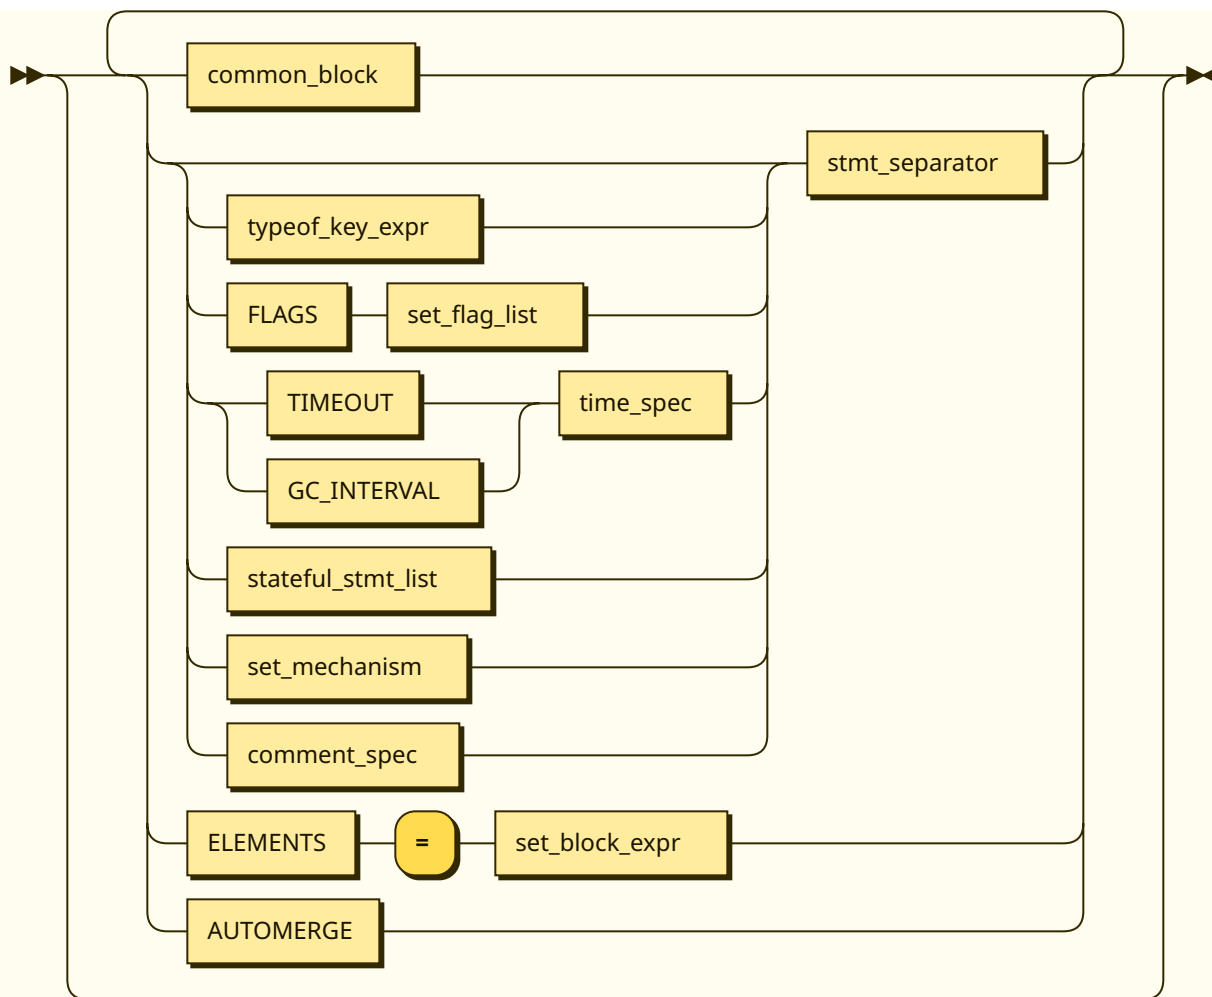 common_block
stmt_separator
typeof_key_expr
FLAGS set_flag_list
TIMEOUT time_spec
GC_INTERVAL
stateful_stmt_list
set_mechanism
comment_spec
ELEMENTS = set_block_expr
AUTOMERGE